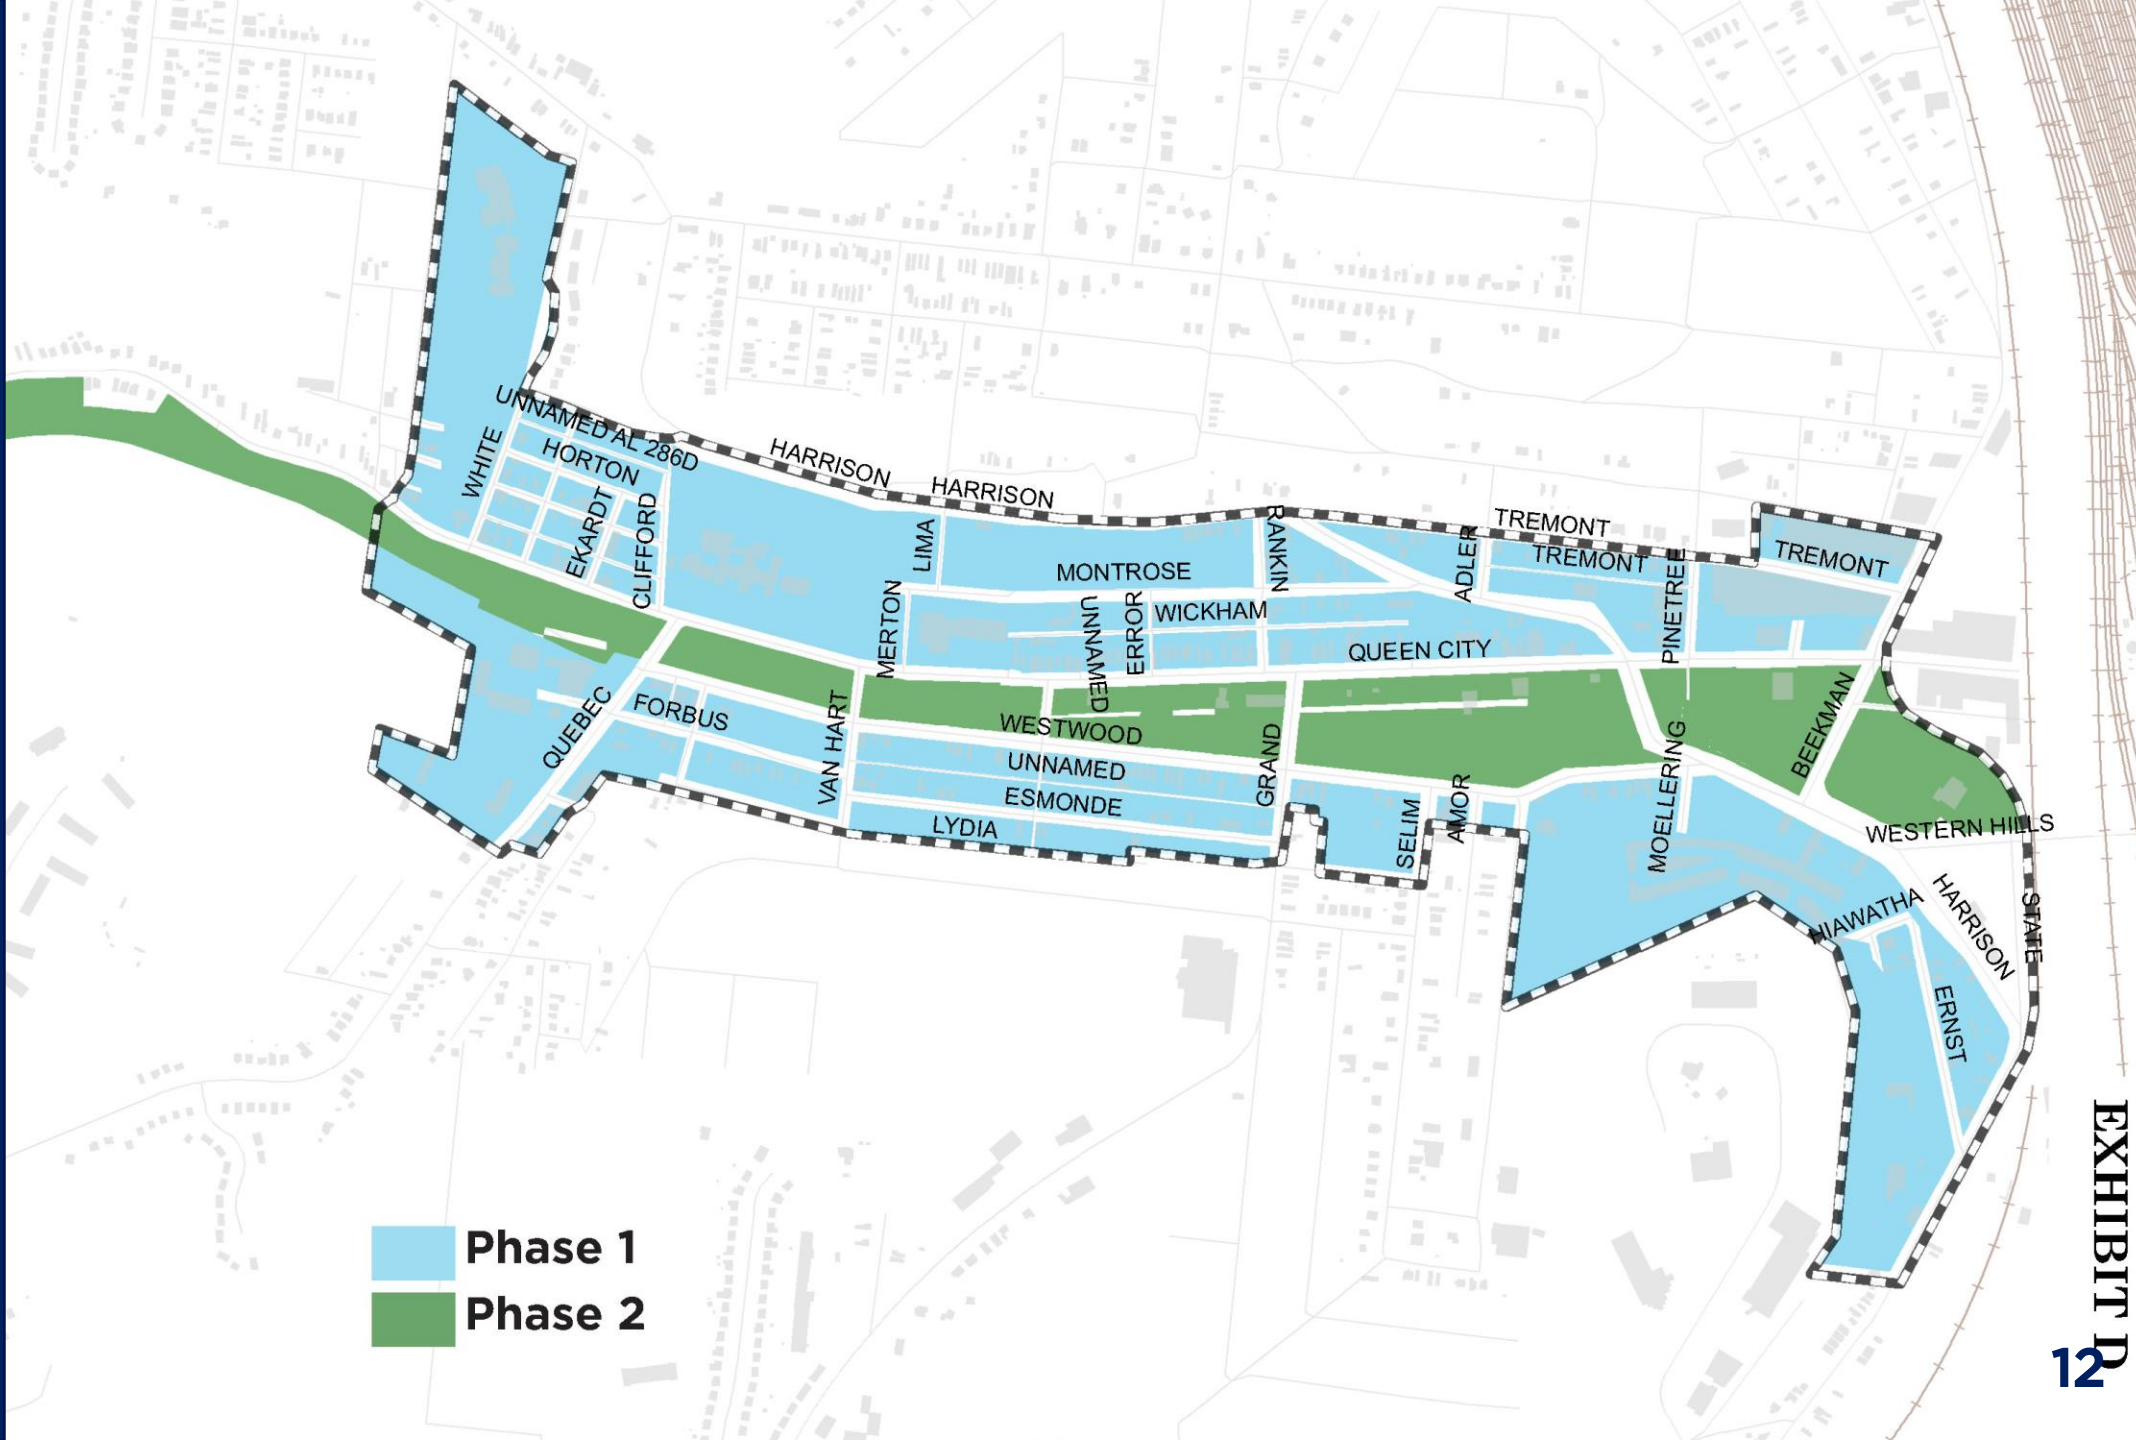 UNNAMED AL 286D
HORTON
WHITE
EKARDT
CLIFFORD
HARRISON
HARRISON
LIMA
MONTROSE
MERTON
UNNAMED
ERROR
WICKHAM
RANKIN
QUEEN CITY
ADLER
TREMONT
TREMONT
PINETREE
TREMONT
QUEBEC
FORBUS
VAN HART
WESTWOOD
UNNAMED
ESMONDE
LYDIA
GRAND
SELIM
AMOR
MOELLERING
BEEKMAN
WESTERN HILLS
HIAWATHA
HARRISON
STATE
ERNST
Phase 1
Phase 2
EXHIBIT D
12